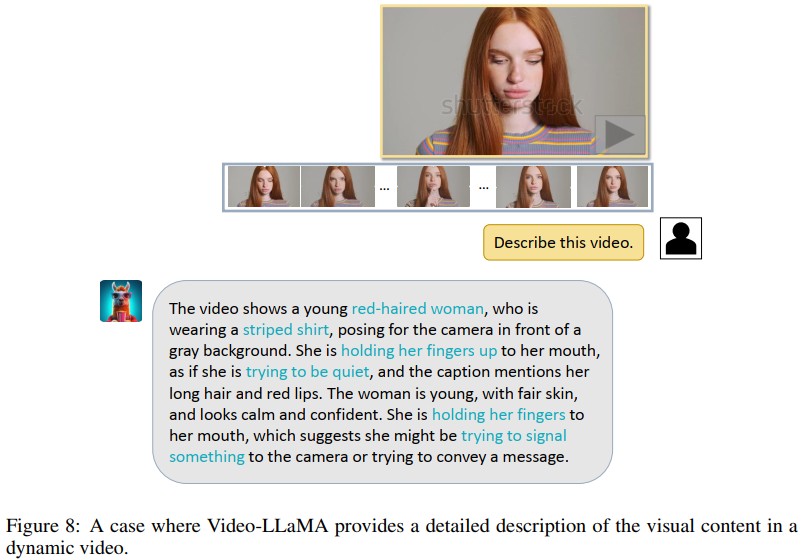 shutterstock
...
...
Describe this video.
The video shows a young red-haired woman, who is
wearing a striped shirt, posing for the camera in front of a
gray background. She is holding her fingers up to her mouth,
as if she is trying to be quiet, and the caption mentions her
long hair and red lips. The woman is young, with fair skin,
and looks calm and confident. She is holding her fingers to
her mouth, which suggests she might be trying to signal
something to the camera or trying to convey a message.
Figure 8: A case where Video-LLaMA provides a detailed description of the visual content in a
dynamic video.